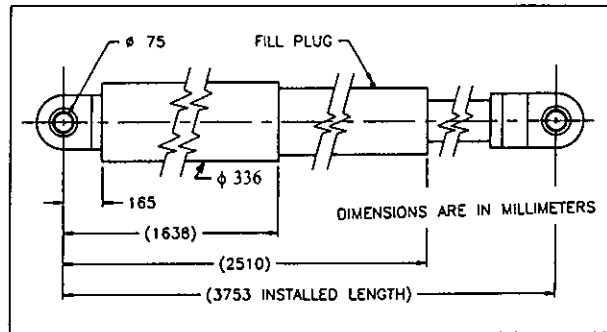 ϕ 75
FILL PLUG
ϕ 336
165
DIMENSIONS ARE IN MILLIMETERS
(1638)
(2510)
(3753 INSTALLED LENGTH)